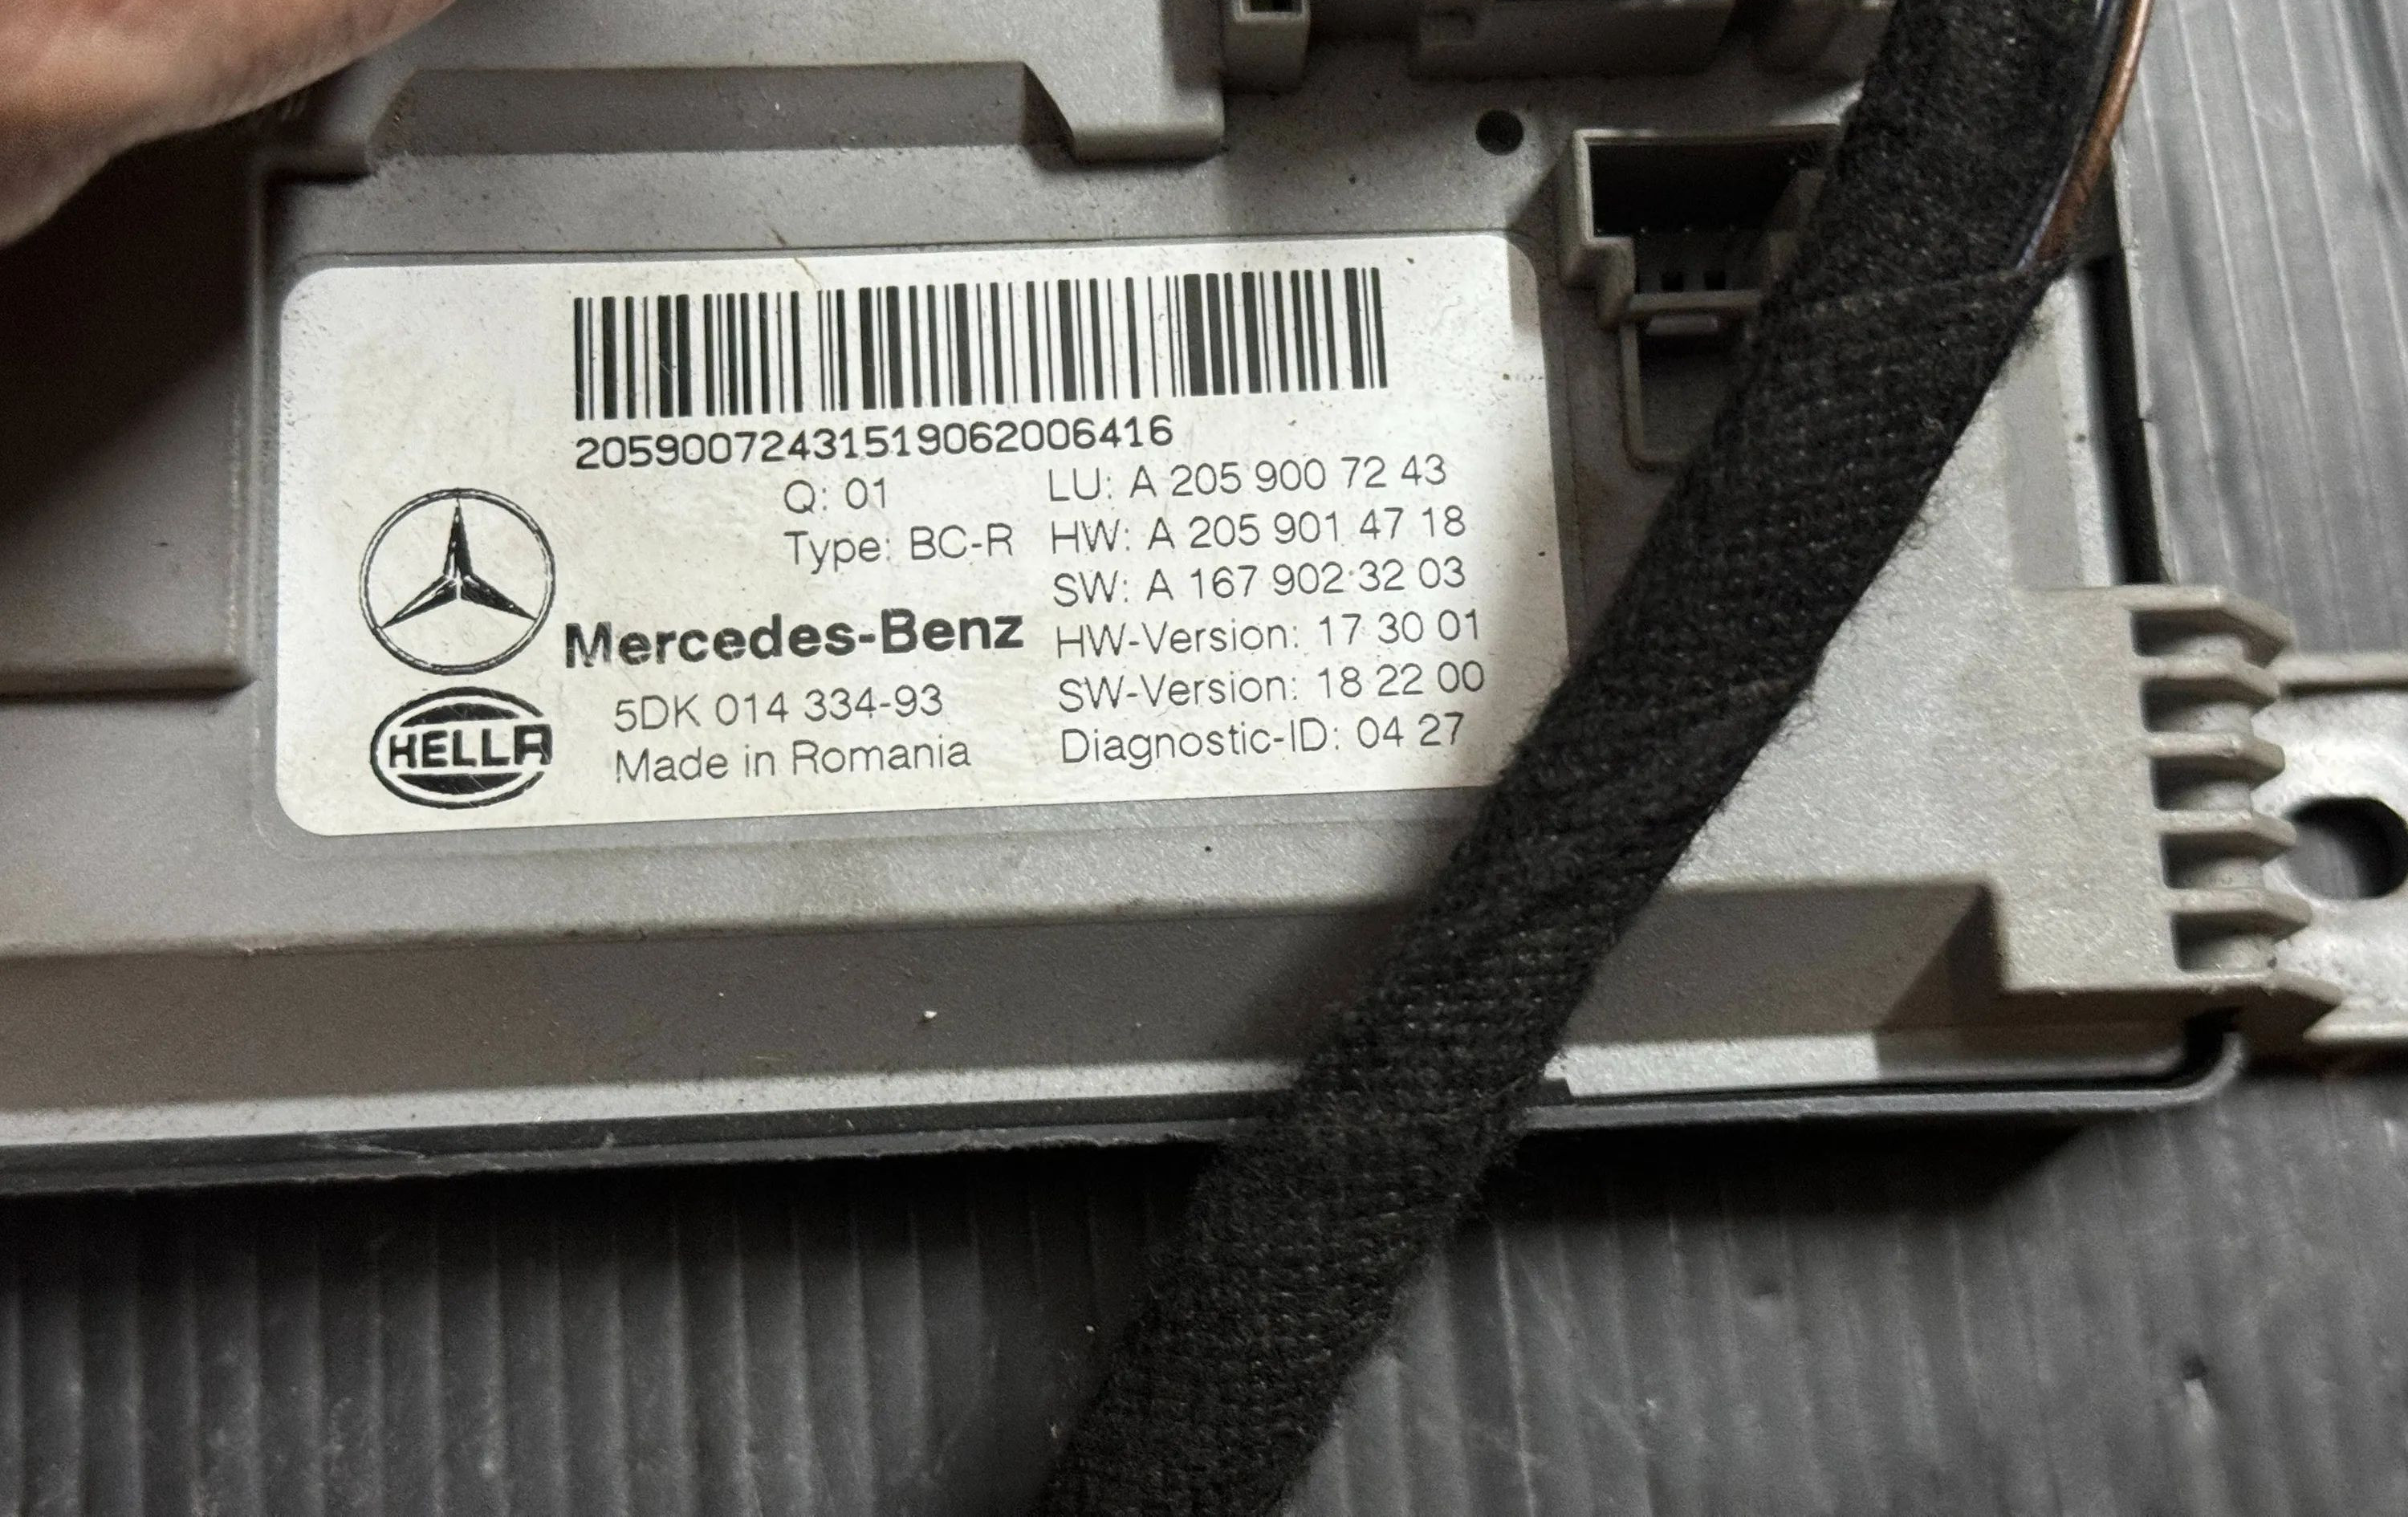 20590072431519062006416
Q: 01
LU: A 205 900 72 43
Type: BC-R
HW: A 205 901 47 18
SW: A 167 902 32 03
Mercedes-Benz
HW-Version: 17 30 01
5DK 014 334-93
SW-Version: 18 22 00
HELLA
Made in Romania
Diagnostic-ID: 04 27